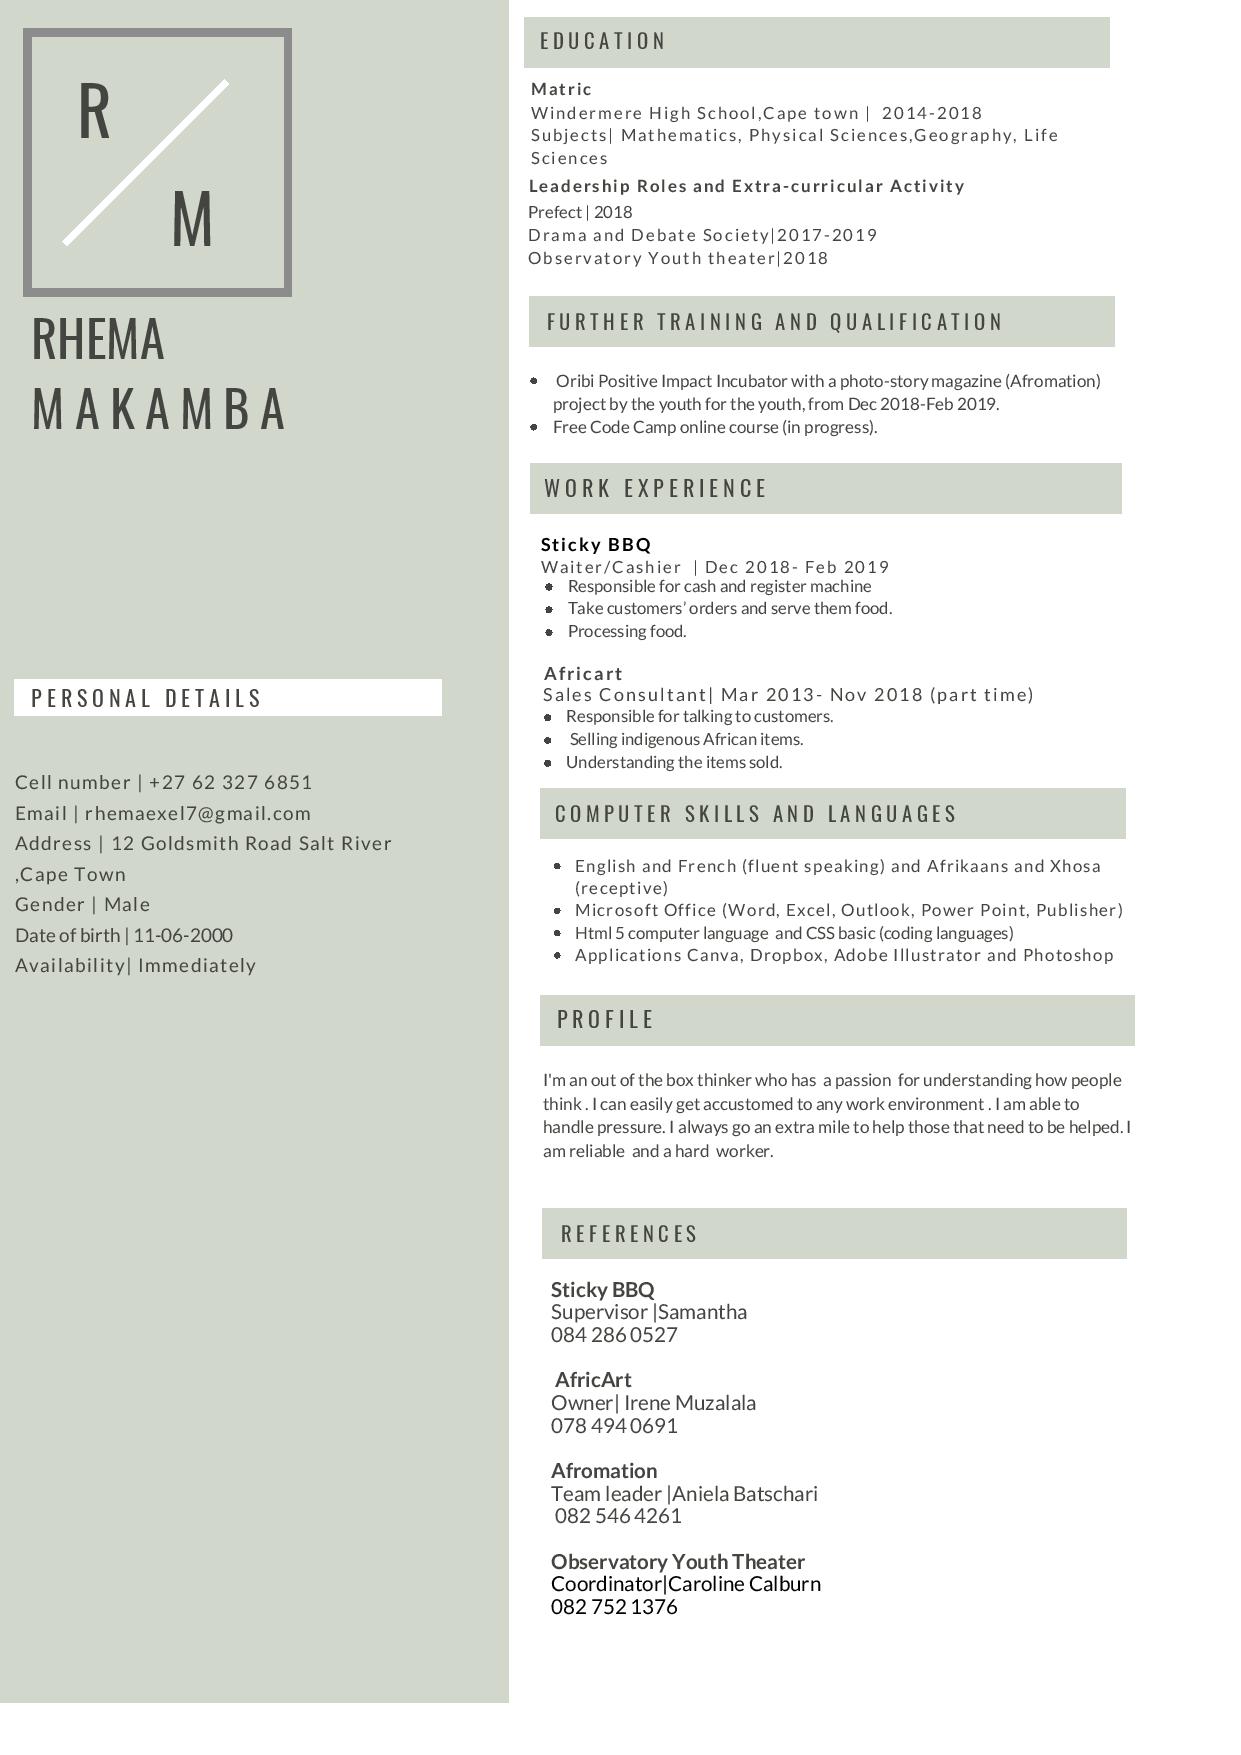 R
M
RHEMA
MAKAMBA
PERSONAL DETAILS
Cell number | +27 62 327 6851
Email | rhemaexel7@gmail.com
Address | 12 Goldsmith Road Salt River
,Cape Town
Gender | Male
Date of birth | 11-06-2000
Availability| Immediately
EDUCATION
Matric
Windermere High School,Cape town | 2014-2018
Subjects| Mathematics, Physical Sciences,Geography, Life
Sciences
Leadership Roles and Extra-curricular Activity
Prefect | 2018
Drama and Debate Society|2017-2019
Observatory Youth theater|2018
FURTHER TRAINING AND QUALIFICATION
• Oribi Positive Impact Incubator with a photo-story magazine (Afromation)
project by the youth for the youth, from Dec 2018-Feb 2019.
• Free Code Camp online course (in progress).
WORK EXPERIENCE
Sticky BBQ
Waiter/Cashier | Dec 2018- Feb 2019
• Responsible for cash and register machine
• Take customers’ orders and serve them food.
• Processing food.
Africart
Sales Consultant| Mar 2013- Nov 2018 (part time)
• Responsible for talking to customers.
• Selling indigenous African items.
• Understanding the items sold.
COMPUTER SKILLS AND LANGUAGES
• English and French (fluent speaking) and Afrikaans and Xhosa
(receptive)
• Microsoft Office (Word, Excel, Outlook, Power Point, Publisher)
• Html 5 computer language and CSS basic (coding languages)
• Applications Canva, Dropbox, Adobe Illustrator and Photoshop
PROFILE
I'm an out of the box thinker who has a passion for understanding how people
think . I can easily get accustomed to any work environment . I am able to
handle pressure. I always go an extra mile to help those that need to be helped. I
am reliable and a hard worker.
REFERENCES
Sticky BBQ
Supervisor |Samantha
084 286 0527
AfricArt
Owner| Irene Muzalala
078 494 0691
Afromation
Team leader |Aniela Batschari
082 546 4261
Observatory Youth Theater
Coordinator|Caroline Calburn
082 752 1376